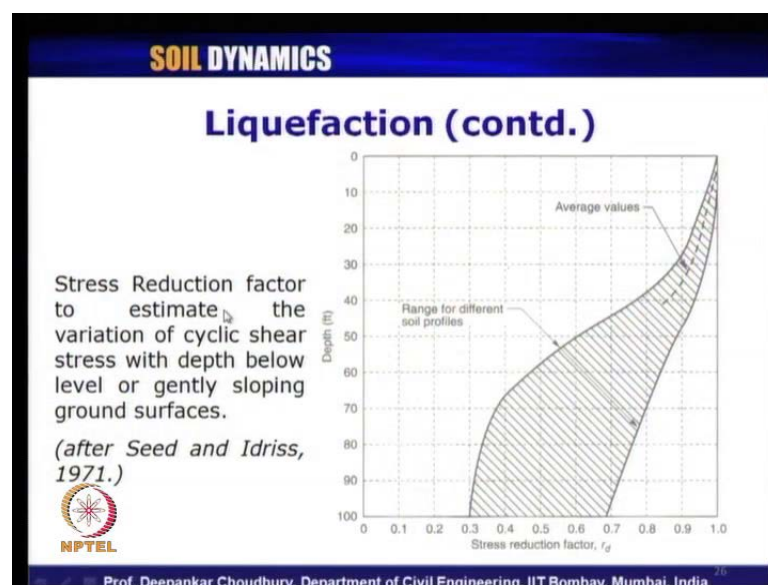 SOIL DYNAMICS
Liquefaction (contd.)
Stress Reduction factor
to estimate the
variation of cyclic shear
stress with depth below
level or gently sloping
ground surfaces.
(after Seed and Idriss,
1971.)
NPTEL
0
10
20
30
40
50
60
70
80
90
100
Depth (ft)
Average values
Range for different
soil profiles
0 0.1 0.2 0.3 0.4 0.5 0.6 0.7 0.8 0.9 1.0
Stress reduction factor, rd
26
Prof. Deepankar Choudhury, Department of Civil Engineering, IIT Bombay, Mumbai, India